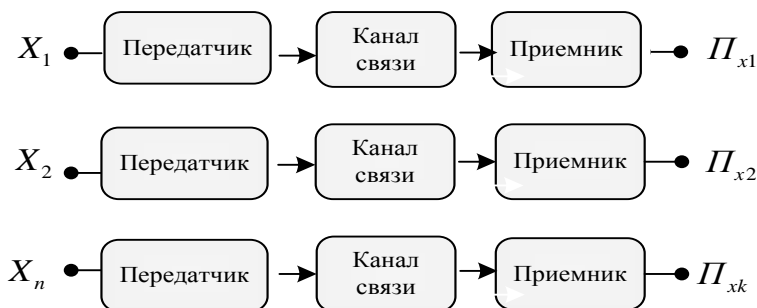 X1 Передатчик Канал связи Приемник Пx1
X2 Передатчик Канал связи Приемник Пx2
Xn Передатчик Канал связи Приемник Пxk